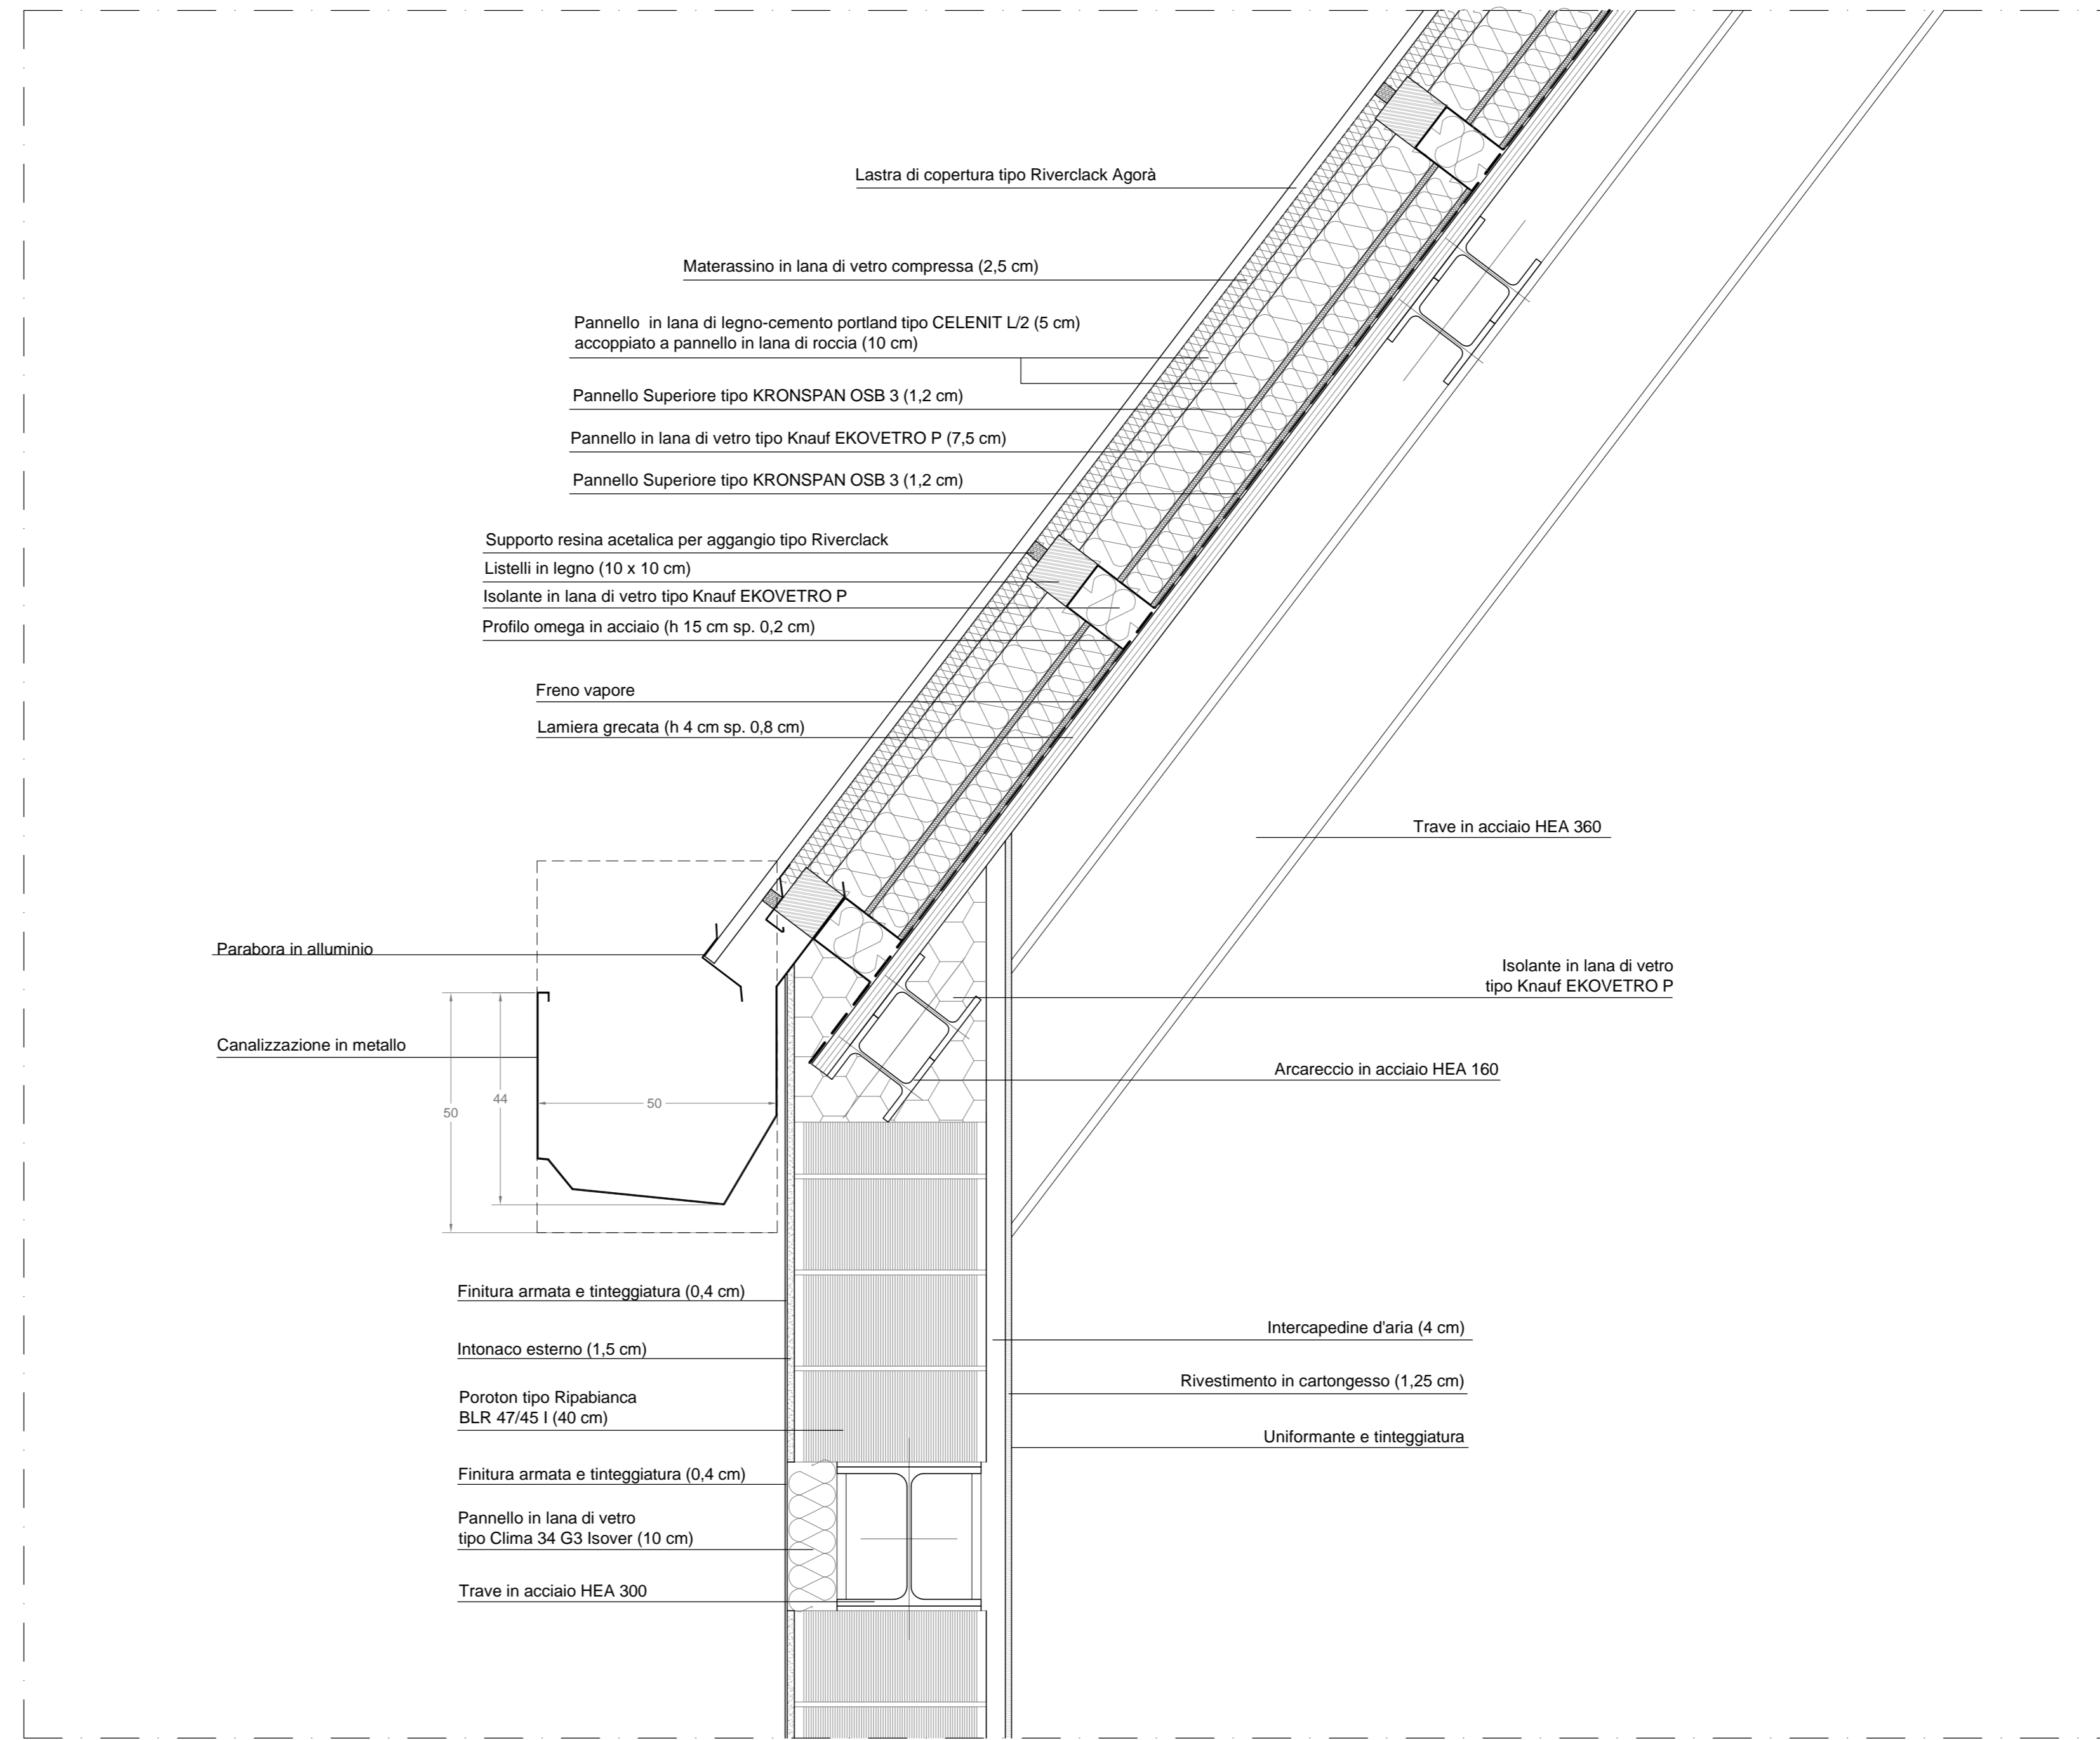 Lastra di copertura tipo Riverclack Agorà
Materassino in lana di vetro compressa (2,5 cm)
Pannello in lana di legno-cemento portland tipo CELENIT L/2 (5 cm)
accoppiato a pannello in lana di roccia (10 cm)
Pannello Superiore tipo KRONSPAN OSB 3 (1,2 cm)
Pannello in lana di vetro tipo Knauf EKOVETRO P (7,5 cm)
Pannello Superiore tipo KRONSPAN OSB 3 (1,2 cm)
Supporto resina acetalica per aggangio tipo Riverclack
Listelli in legno (10 x 10 cm)
Isolante in lana di vetro tipo Knauf EKOVETRO P
Profilo omega in acciaio (h 15 cm sp. 0,2 cm)
Freno vapore
Lamiera grecata (h 4 cm sp. 0,8 cm)
Trave in acciaio HEA 360
Parabora in alluminio
Isolante in lana di vetro
tipo Knauf EKOVETRO P
Canalizzazione in metallo
Arcareccio in acciaio HEA 160
50
44
50
Finitura armata e tinteggiatura (0,4 cm)
Intercapedine d'aria (4 cm)
Intonaco esterno (1,5 cm)
Rivestimento in cartongesso (1,25 cm)
Poroton tipo Ripabianca
BLR 47/45 I (40 cm)
Uniformante e tinteggiatura
Finitura armata e tinteggiatura (0,4 cm)
Pannello in lana di vetro
tipo Clima 34 G3 Isover (10 cm)
Trave in acciaio HEA 300